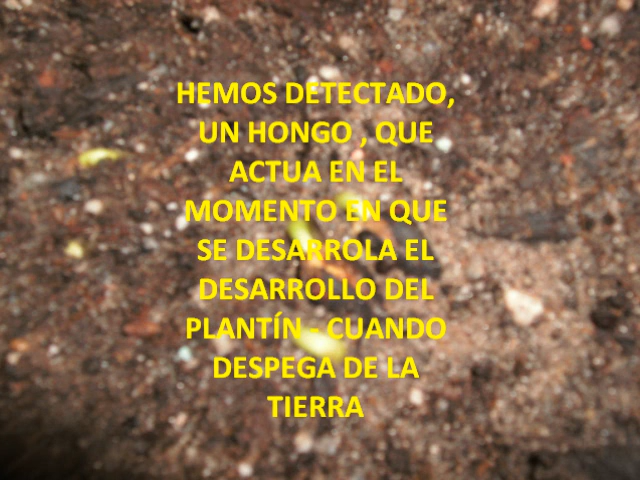 HEMOS DETECTADO,
UN HONGO , QUE
ACTUA EN EL
MOMENTO EN QUE
SE DESARROLA EL
DESARROLLO DEL
PLANTÍN - CUANDO
DESPEGA DE LA
TIERRA